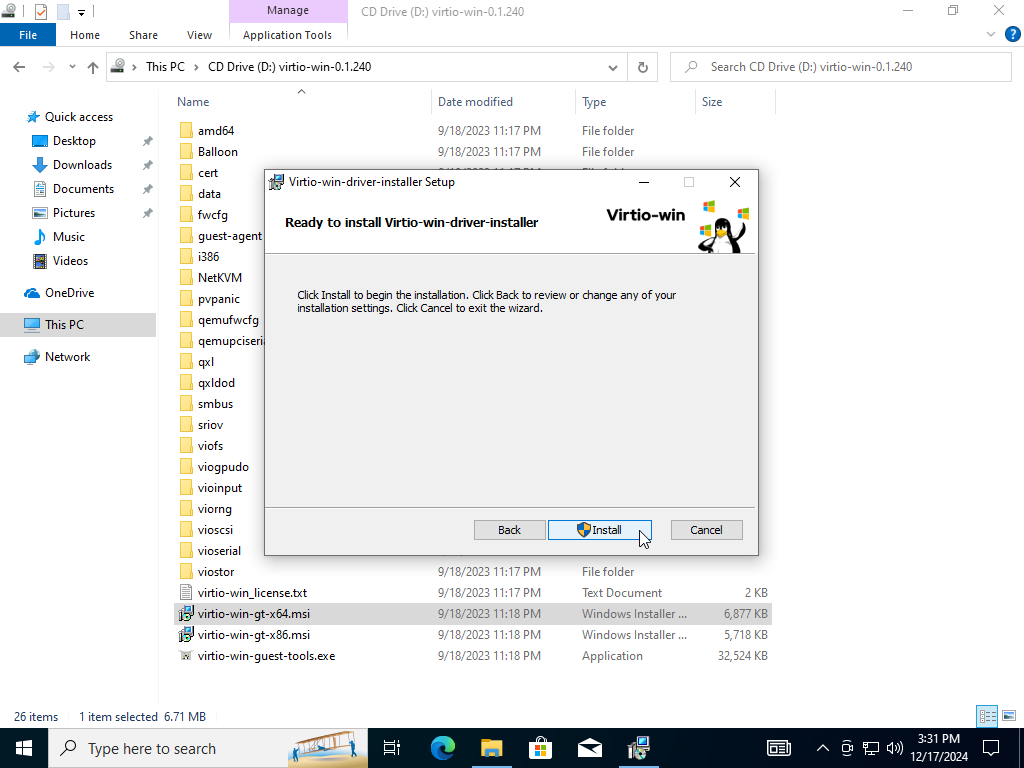 Manage
CD Drive (D:) virtio-win-0.1.240
File
Home
Share
View
Application Tools
This PC
CD Drive (D:) virtio-win-0.1.240
Search CD Drive (D:) virtio-win-0.1.240
Name
Date modified
Type
Size
Quick access
Desktop
Downloads
Documents
Pictures
Music
Videos
OneDrive
This PC
Network
amd64 9/18/2023 11:17 PM File folder
Balloon 9/18/2023 11:17 PM File folder
cert
data
fwcfg
guest-agent
i386
NetKVM
pvpanic
qemufwcfg
qemupciseri
qxl
qxldod
smbus
sriov
viofs
viogpudo
vioinput
viorng
vioscsi
vioserial
viostor 9/18/2023 11:17 PM File folder
virtio-win_license.txt 9/18/2023 11:17 PM Text Document 2 KB
virtio-win-gt-x64.msi 9/18/2023 11:18 PM Windows Installer ... 6,877 KB
virtio-win-gt-x86.msi 9/18/2023 11:18 PM Windows Installer ... 5,718 KB
virtio-win-guest-tools.exe 9/18/2023 11:18 PM Application 32,524 KB
Virtio-win-driver-installer Setup
Ready to install Virtio-win-driver-installer
Virtio-win
Click Install to begin the installation. Click Back to review or change any of your
installation settings. Click Cancel to exit the wizard.
Back
Install
Cancel
26 items
1 item selected 6.71 MB
Type here to search
3:31 PM
12/17/2024